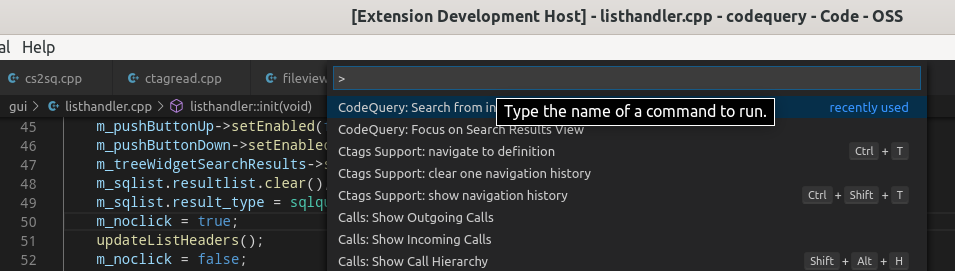 [Extension Development Host] - listhandler.cpp - codequery - Code - OSS
al Help
cs2sq.cpp ctagread.cpp fileview
>
gui > listhandler.cpp > listhandler::init(void)
CodeQuery: Search from in
recently used
Type the name of a command to run.
45 m_pushButtonUp->setEnabled(
CodeQuery: Focus on Search Results View
46 m_pushButtonDown->setEnabled
Ctags Support: navigate to definition Ctrl + T
47 m_treeWidgetSearchResults->s
Ctags Support: clear one navigation history
48 m_sqlist.resultlist.clear()
49 m_sqlist.result_type = sqlqu
Ctags Support: show navigation history Ctrl + Shift + T
50 m_noclick = true;
Calls: Show Outgoing Calls
51 updateListHeaders();
Calls: Show Incoming Calls
52 m_noclick = false;
Calls: Show Call Hierarchy Shift + Alt + H